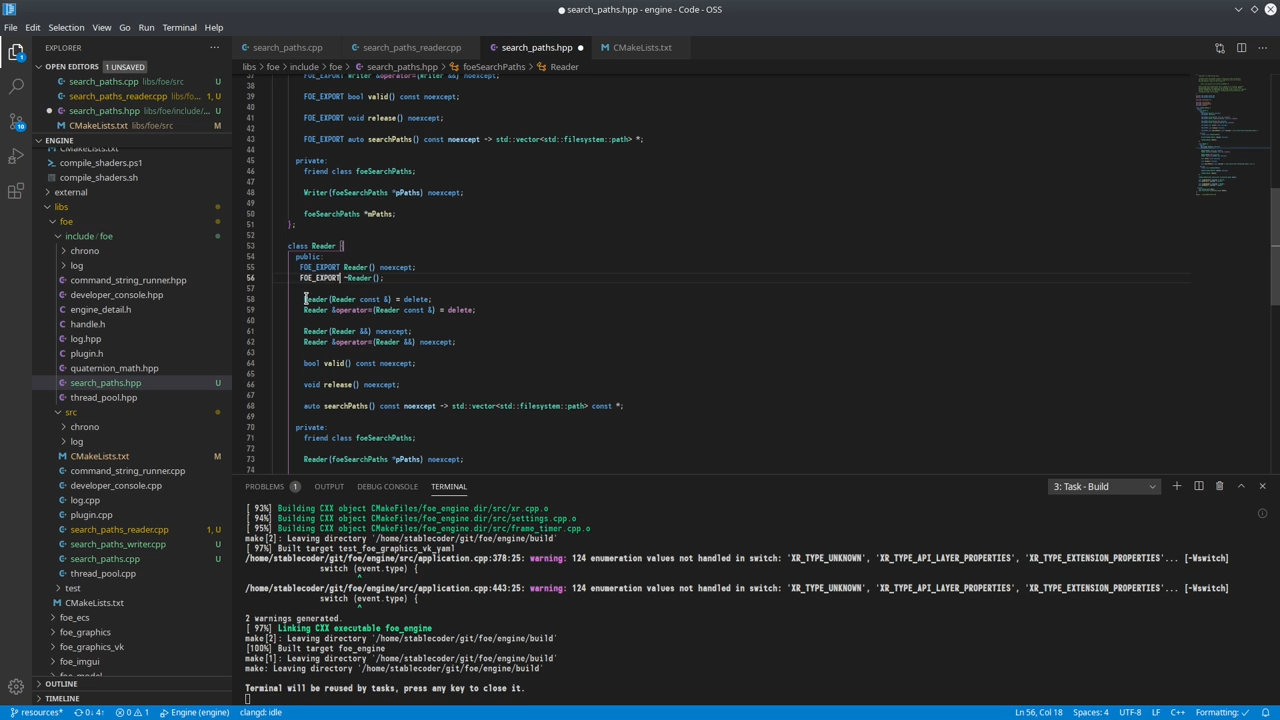 search_paths.hpp - engine - Code - OSS
File Edit Selection View Go Run Terminal Help
EXPLORER
search_paths.cpp
search_paths_reader.cpp
search_paths.hpp
CMakeLists.txt
OPEN EDITORS 1 UNSAVED
search_paths.cpp libs/foe/src U
search_paths_reader.cpp libs/fo... 1, U
search_paths.hpp libs/foe/include/... U
CMakeLists.txt libs/foe/src M
ENGINE
CMakeLists.txt
compile_shaders.ps1
compile_shaders.sh
external
libs
foe
include / foe
chrono
log
command_string_runner.hpp
developer_console.hpp
engine_detail.h
handle.h
log.hpp
plugin.h
quaternion_math.hpp
search_paths.hpp U
thread_pool.hpp
src
chrono
log
CMakeLists.txt M
command_string_runner.cpp
developer_console.cpp
log.cpp
plugin.cpp
search_paths_reader.cpp 1, U
search_paths_writer.cpp U
search_paths.cpp U
thread_pool.cpp
test
CMakeLists.txt
foe_ecs
foe_graphics
foe_graphics_vk
foe_imgui
foe_model
OUTLINE
TIMELINE
libs > foe > include > foe > search_paths.hpp > foeSearchPaths > Reader
37 FOE_EXPORT Writer &operator=(Writer &&) noexcept;
38
39 FOE_EXPORT bool valid() const noexcept;
40
41 FOE_EXPORT void release() noexcept;
42
43 FOE_EXPORT auto searchPaths() const noexcept -> std::vector<std::filesystem::path> *;
44
45 private:
46 friend class foeSearchPaths;
47
48 Writer(foeSearchPaths *pPaths) noexcept;
49
50 foeSearchPaths *mPaths;
51 };
52
53 class Reader {
54 public:
55 FOE_EXPORT Reader() noexcept;
56 FOE_EXPORT ~Reader();
57
58 Reader(Reader const &) = delete;
59 Reader &operator=(Reader const &) = delete;
60
61 Reader(Reader &&) noexcept;
62 Reader &operator=(Reader &&) noexcept;
63
64 bool valid() const noexcept;
65
66 void release() noexcept;
67
68 auto searchPaths() const noexcept -> std::vector<std::filesystem::path> const *;
69
70 private:
71 friend class foeSearchPaths;
72
73 Reader(foeSearchPaths *pPaths) noexcept;
74
PROBLEMS 1 OUTPUT DEBUG CONSOLE TERMINAL
3: Task - Build
[ 93%] Building CXX object CMakeFiles/foe_engine.dir/src/xr.cpp.o
[ 94%] Building CXX object CMakeFiles/foe_engine.dir/src/settings.cpp.o
[ 95%] Building CXX object CMakeFiles/foe_engine.dir/src/frame_timer.cpp.o
make[2]: Leaving directory '/home/stablecoder/git/foe/engine/build'
[ 97%] Built target test_foe_graphics_vk_yaml
/home/stablecoder/git/foe/engine/src/application.cpp:378:25: warning: 124 enumeration values not handled in switch: 'XR_TYPE_UNKNOWN', 'XR_TYPE_API_LAYER_PROPERTIES', 'XR_TYPE_EXTENSION_PROPERTIES'... [-Wswitch]
switch (event.type) {
^
/home/stablecoder/git/foe/engine/src/application.cpp:443:25: warning: 124 enumeration values not handled in switch: 'XR_TYPE_UNKNOWN', 'XR_TYPE_API_LAYER_PROPERTIES', 'XR_TYPE_EXTENSION_PROPERTIES'... [-Wswitch]
switch (event.type) {
^
2 warnings generated.
[ 97%] Linking CXX executable foe_engine
make[2]: Leaving directory '/home/stablecoder/git/foe/engine/build'
[100%] Built target foe_engine
make[1]: Leaving directory '/home/stablecoder/git/foe/engine/build'
make: Leaving directory '/home/stablecoder/git/foe/engine/build'
Terminal will be reused by tasks, press any key to close it.
resources* 0↓ 4↑ 0 1 Engine (engine) clangd: idle
Ln 56, Col 18 Spaces: 4 UTF-8 LF C++ Formatting: ✓